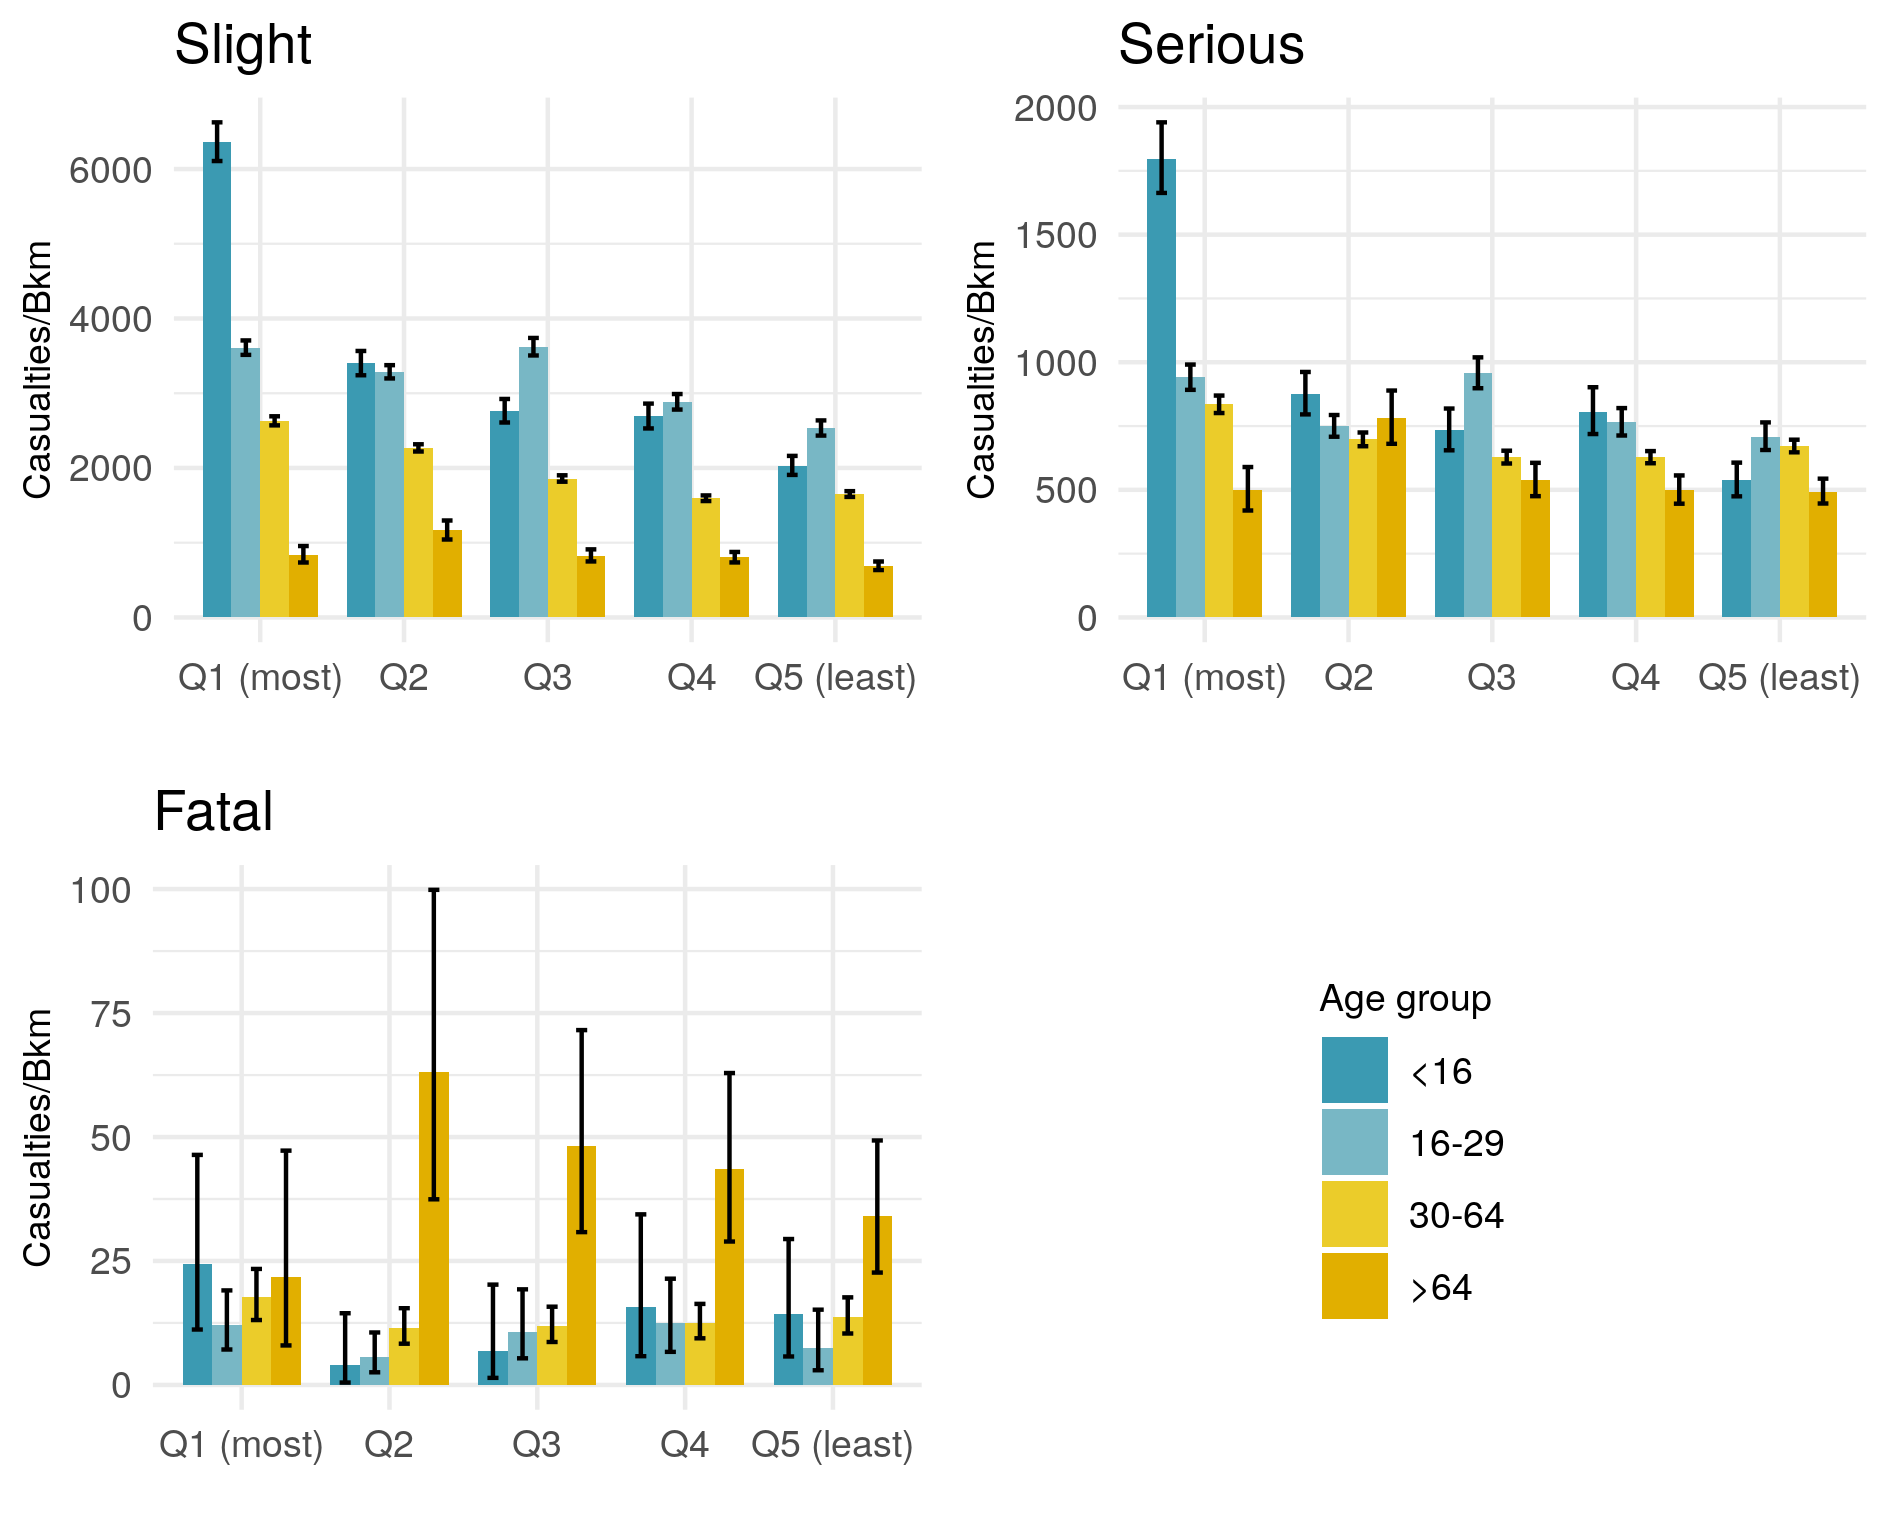 Slight
Casualties/Bkm
6000
4000
2000
0
Q1 (most) Q2 Q3 Q4 Q5 (least)
Serious
Casualties/Bkm
2000
1500
1000
500
0
Q1 (most) Q2 Q3 Q4 Q5 (least)
Fatal
Casualties/Bkm
100
75
50
25
0
Q1 (most) Q2 Q3 Q4 Q5 (least)
Age group
<16
16-29
30-64
>64